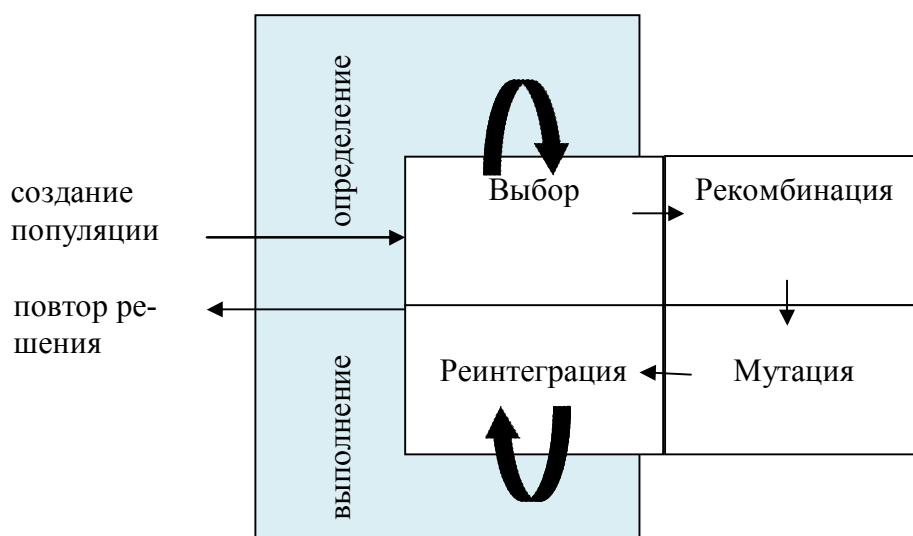 определение
Выбор
Рекомбинация
создание
популяции
повтор ре-
шения
выполнение
Реинтеграция
Мутация